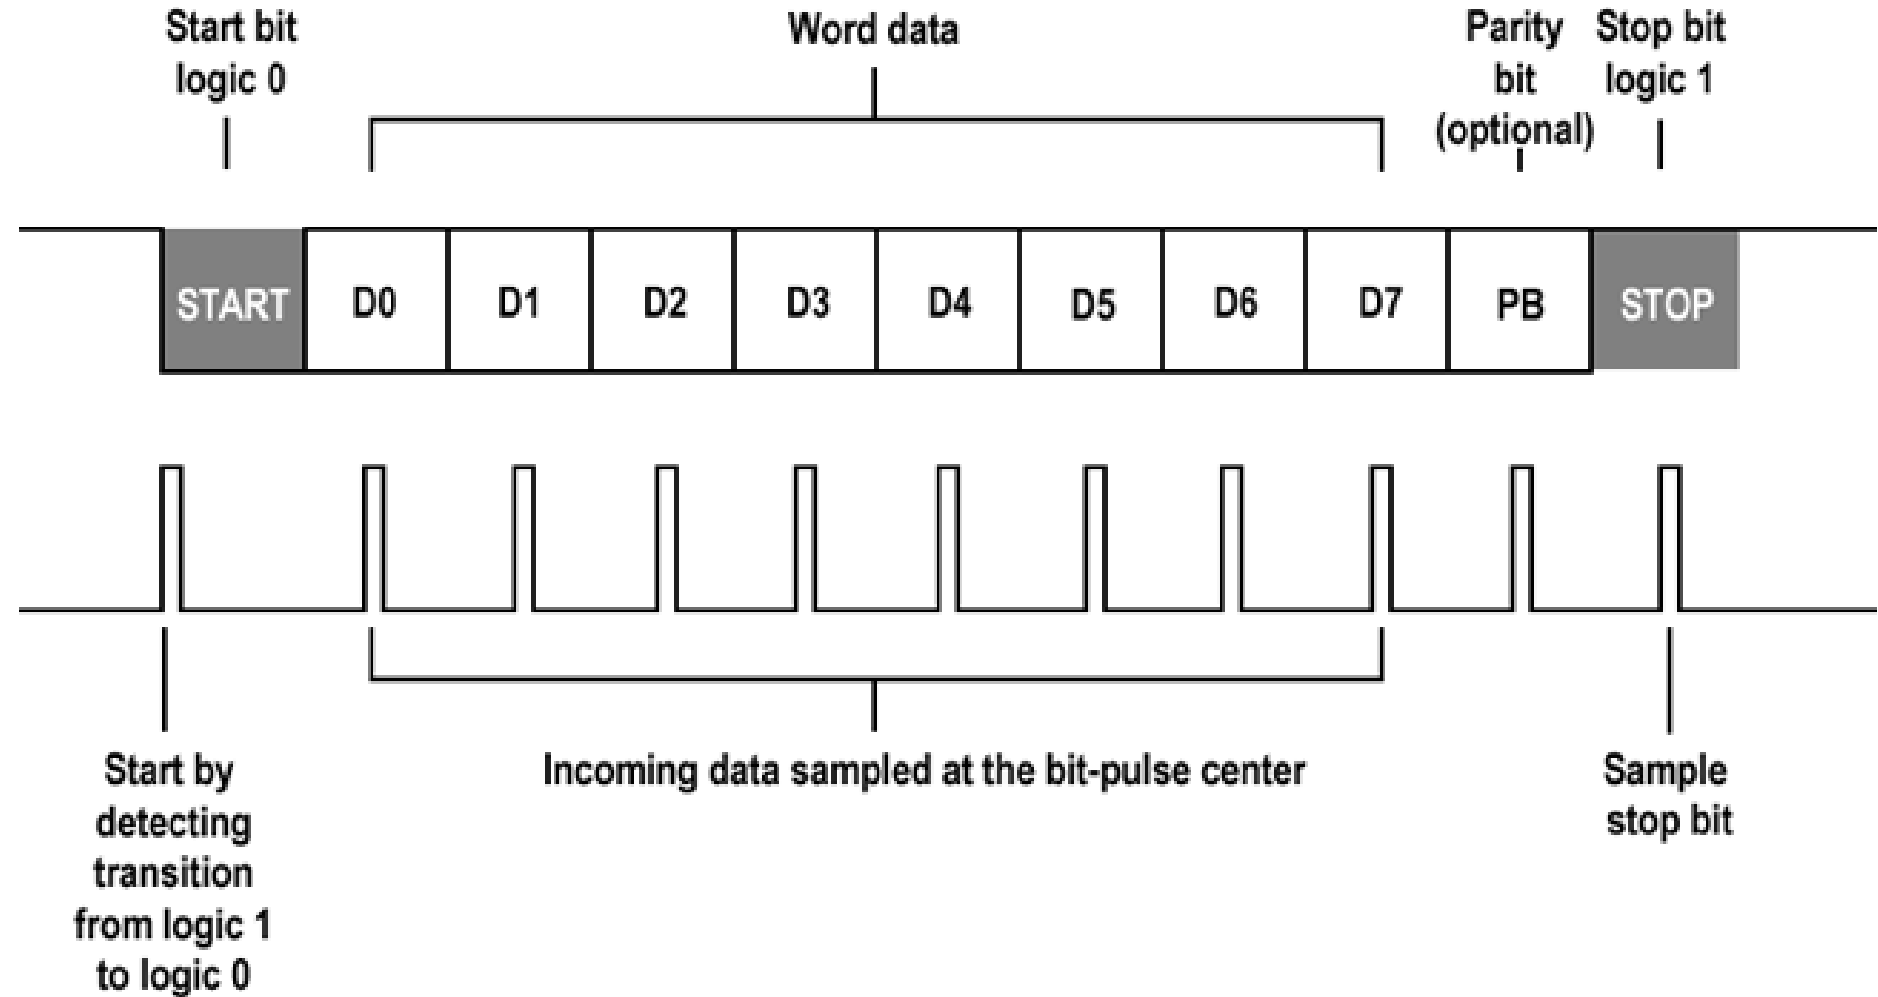 Start bit
logic 0
Word data
Parity
bit
(optional)
Stop bit
logic 1
START D0 D1 D2 D3 D4 D5 D6 D7 PB STOP
Start by
detecting
transition
from logic 1
to logic 0
Incoming data sampled at the bit-pulse center
Sample
stop bit